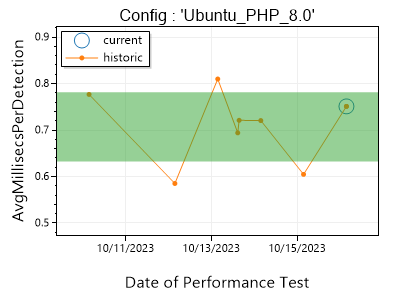 Config : 'Ubuntu_PHP_8.0'
current
historic
0.9
0.8
0.7
0.6
0.5
AvgMillisecsPerDetection
10/11/2023 10/13/2023 10/15/2023
Date of Performance Test